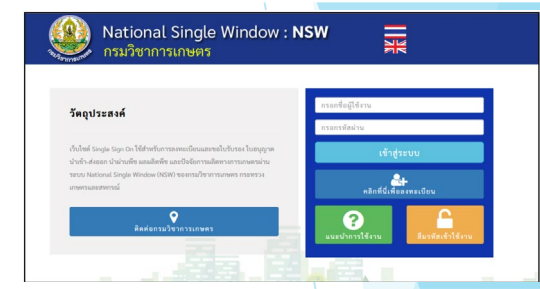 National Single Window : NSW
กรมวิชาการเกษตร
วัตถุประสงค์
เว็บไซต์ Single Sign On ใช้สำหรับการลงทะเบียนและขอใบรับรอง ใบอนุญาต
นำเข้า-ส่งออก นำผ่านพืช และผลิตพืช และปัจจัยการผลิตทางการเกษตรผ่าน
ระบบ National Single Window (NSW) ของกรมวิชาการเกษตร กระทรวง
เกษตรและสหกรณ์
ติดต่อกรมวิชาการเกษตร
กรอกชื่อผู้ใช้งาน
กรอกรหัสผ่าน
เข้าสู่ระบบ
คลิกที่นี่เพื่อลงทะเบียน
แนะนำการใช้งาน
ลืมรหัสเข้าใช้งาน